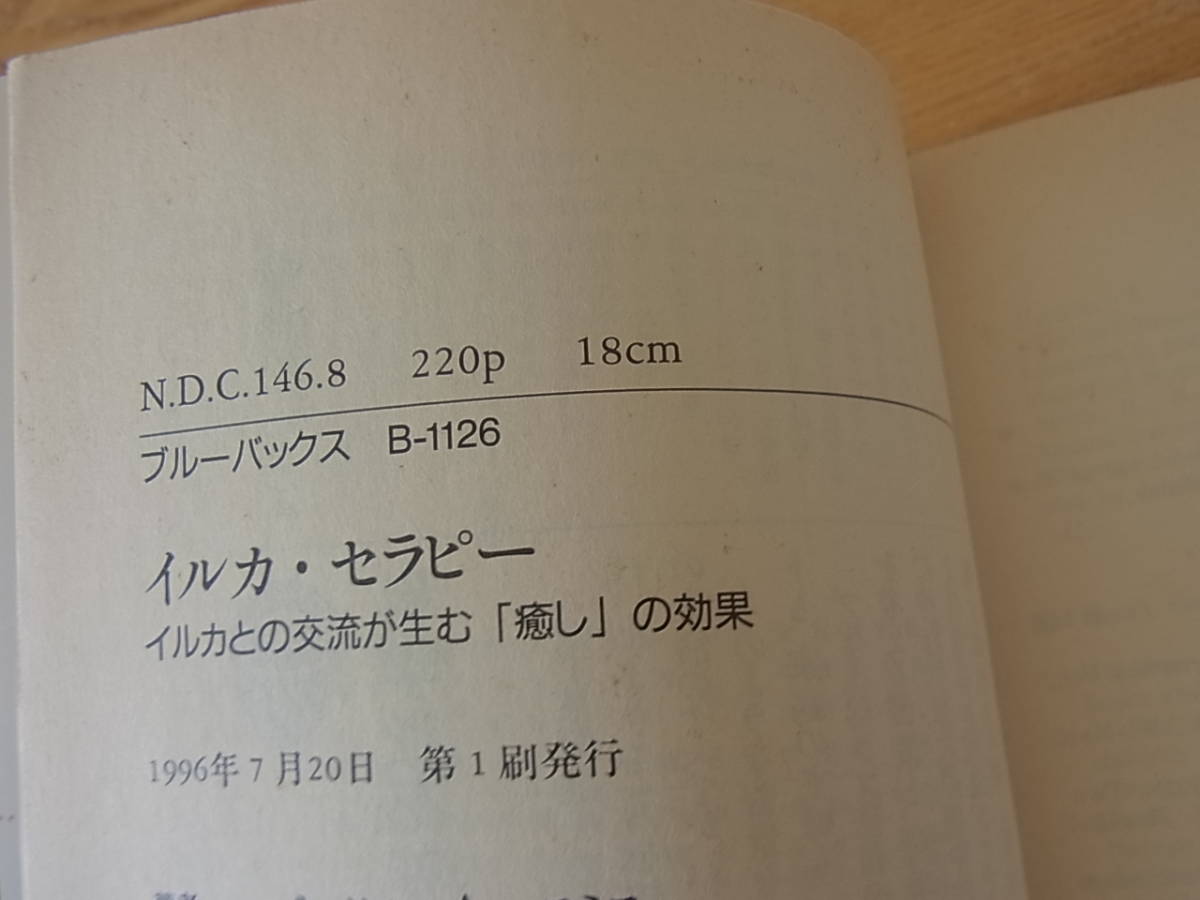 N.D.C.146.8 220p 18cm
ブルーバックス B-1126
イルカ・セラピー
イルカとの交流が生む「癒し」の効果
1996年7月20日 第1刷発行